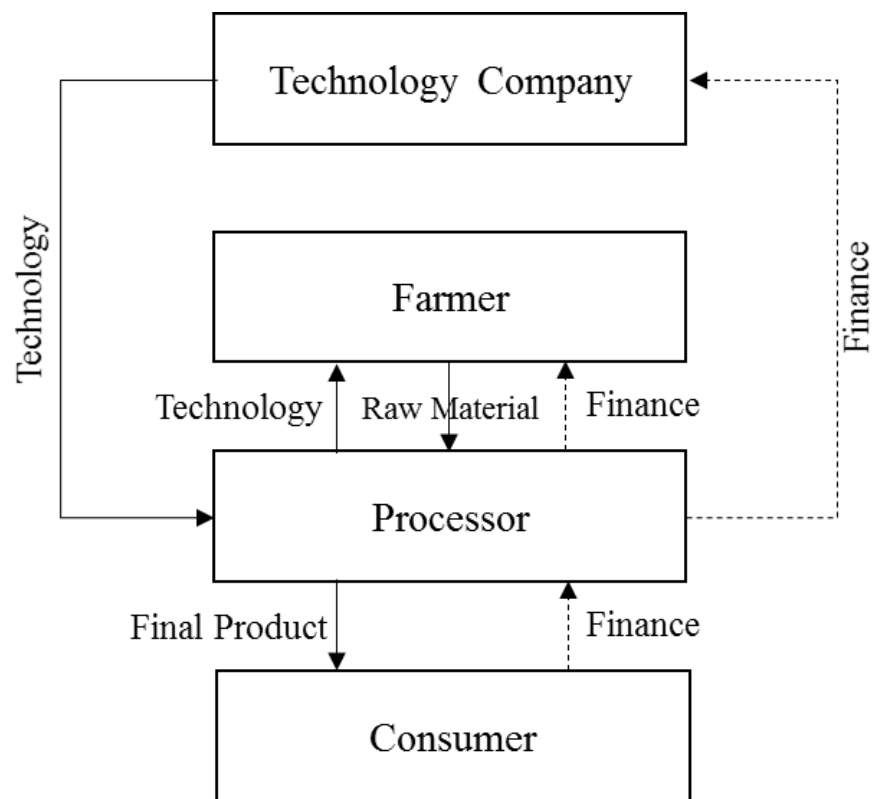 Technology Company
Technology
Finance
Farmer
Technology
Raw Material
Finance
Processor
Final Product
Finance
Consumer